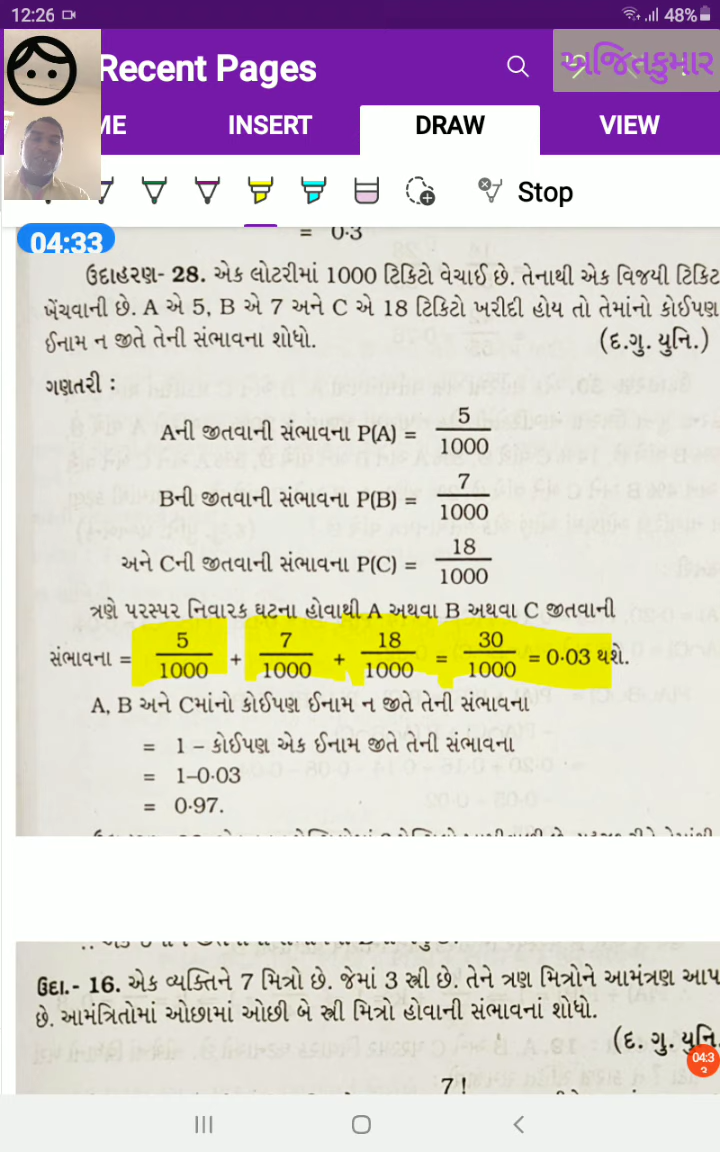 12:26
48%
Recent Pages
અજિતકુમાર
INSERT
DRAW
VIEW
Stop
04:33
= 0·3
ઉદાહરણ- 28. એક લોટરીમાં 1000 ટિકિટો વેચાઈ છે. તેનાથી એક વિજયી ટિકિટ
ખેંચવાની છે. A એ 5, B એ 7 અને C એ 18 ટિકિટો ખરીદી હોય તો તેમાંનો કોઈપણ
ઈનામ ન જીતે તેની સંભાવના શોધો. (દ.ગુ. યુનિ.)
ગણતરી :
Aની જીતવાની સંભાવના P(A) = 5/1000
Bની જીતવાની સંભાવના P(B) = 7/1000
અને Cની જીતવાની સંભાવના P(C) = 18/1000
ત્રણે પરસ્પર નિવારક ઘટના હોવાથી A અથવા B અથવા C જીતવાની
સંભાવના = 5/1000 + 7/1000 + 18/1000 = 30/1000 = 0·03 થશે.
A, B અને Cમાંનો કોઈપણ ઈનામ ન જીતે તેની સંભાવના
= 1 – કોઈપણ એક ઈનામ જીતે તેની સંભાવના
= 1–0·03
= 0·97.
ઉદા.- 16. એક વ્યક્તિને 7 મિત્રો છે. જેમાં 3 સ્ત્રી છે. તેને ત્રણ મિત્રોને આમંત્રણ આપ
છે. આમંત્રિતોમાં ઓછામાં ઓછી બે સ્ત્રી મિત્રો હોવાની સંભાવનાં શોધો.
(દ. ગુ. યુનિ.
04:33
7!